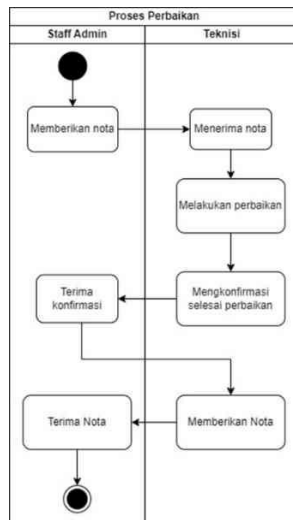 Proses Perbaikan
Staff Admin
Teknisi
Memberikan nota
Menerima nota
Melakukan perbaikan
Mengkonfirmasi
selesai perbaikan
Terima
konfirmasi
Memberikan Nota
Terima Nota